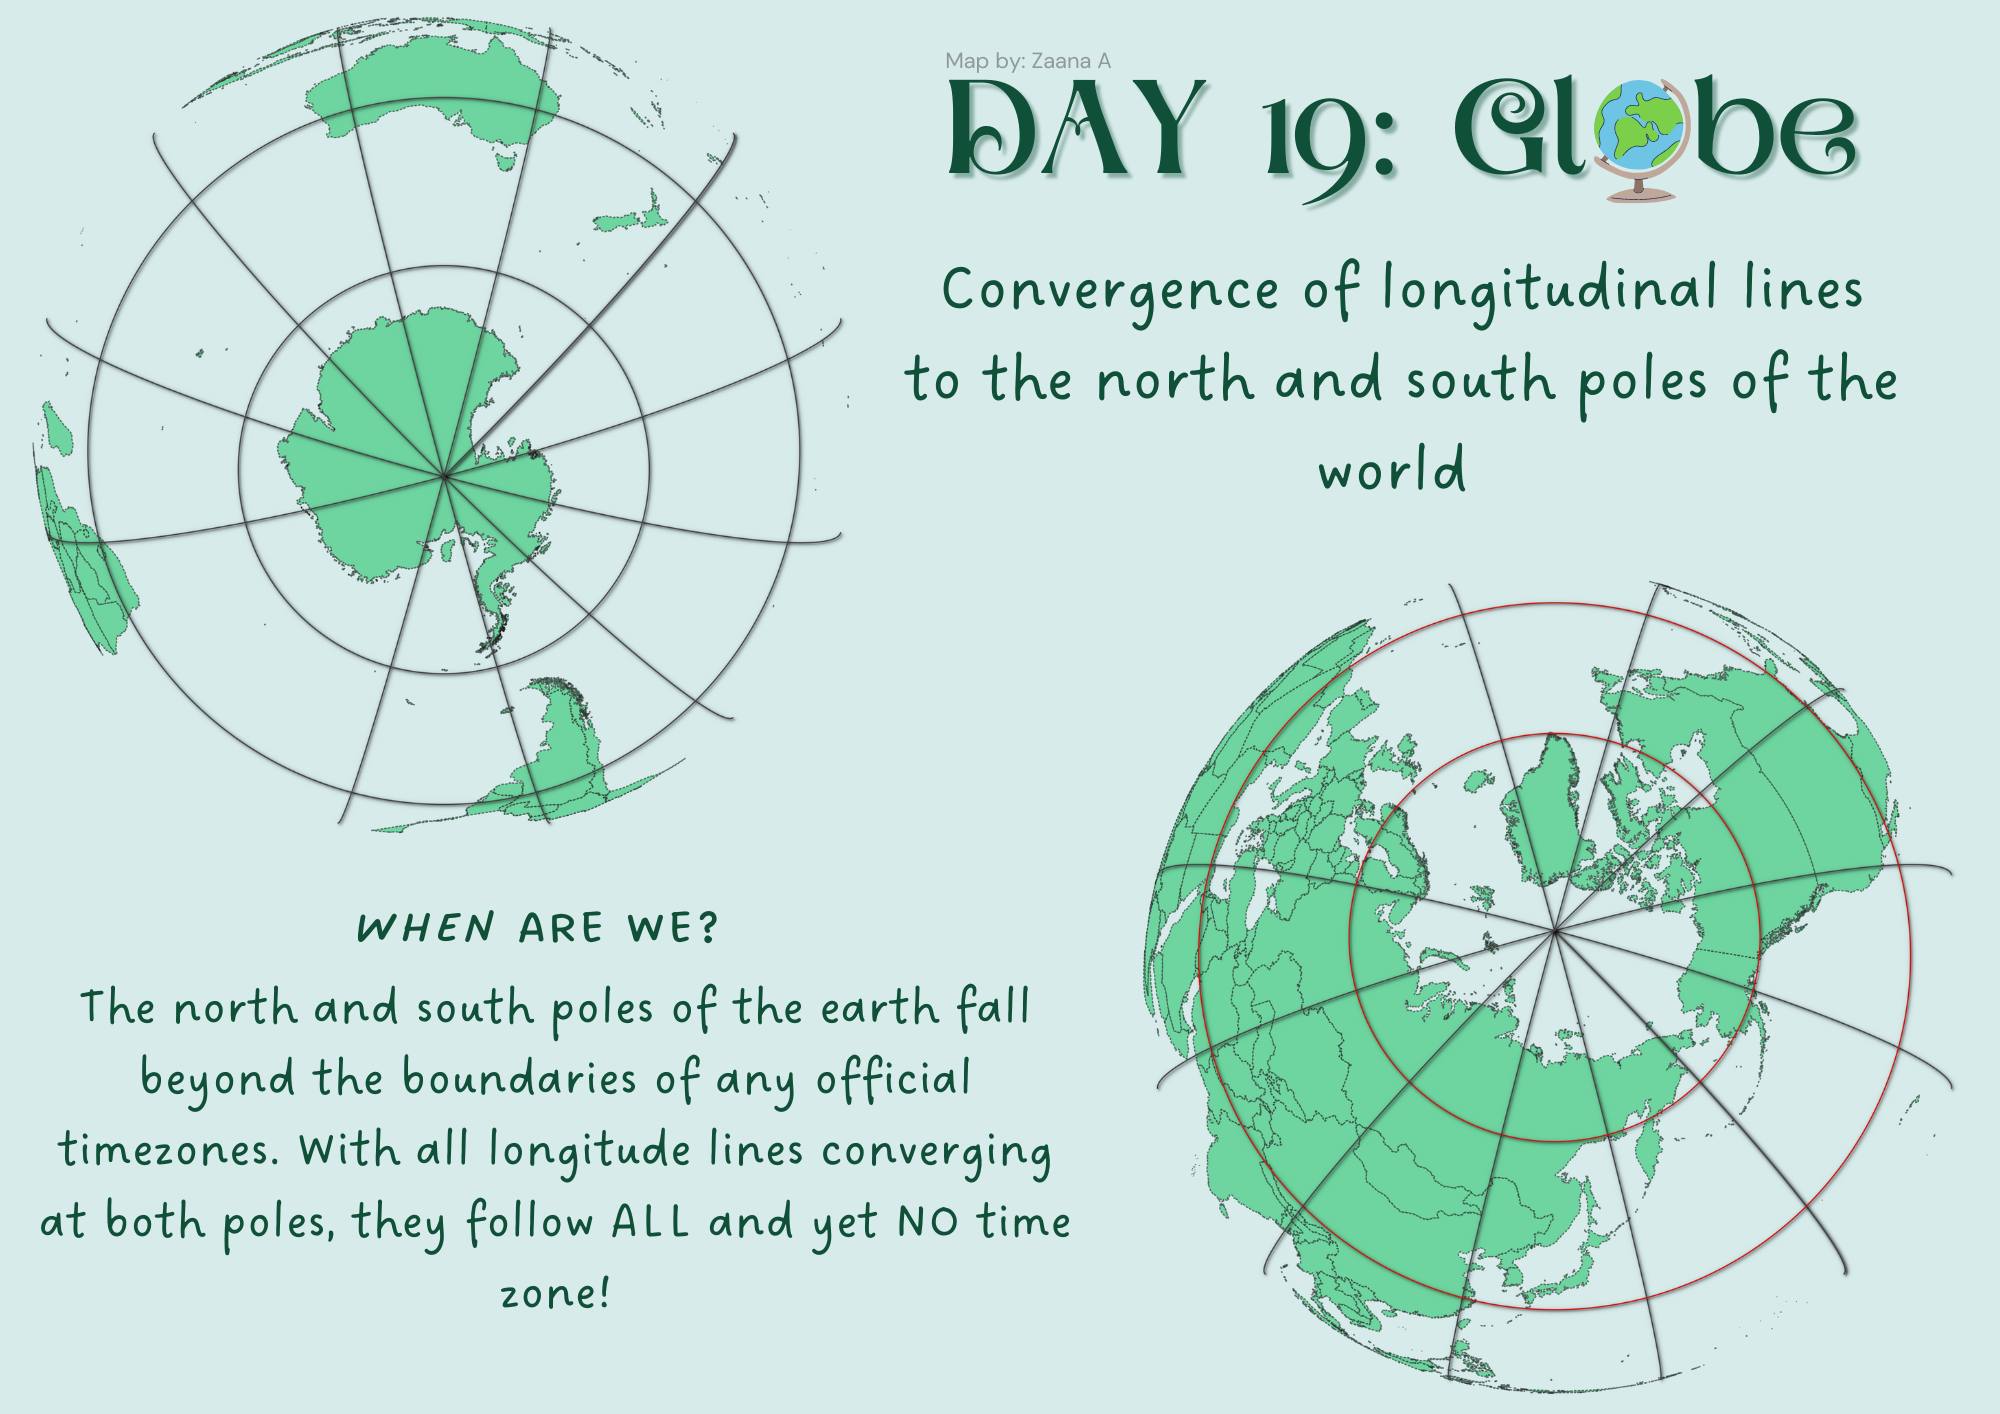 Map by: Zaana A
DAY 19: Globe
Convergence of longitudinal lines
to the north and south poles of the
world
WHEN ARE WE?
The north and south poles of the earth fall
beyond the boundaries of any official
timezones. With all longitude lines converging
at both poles, they follow ALL and yet NO time
zone!